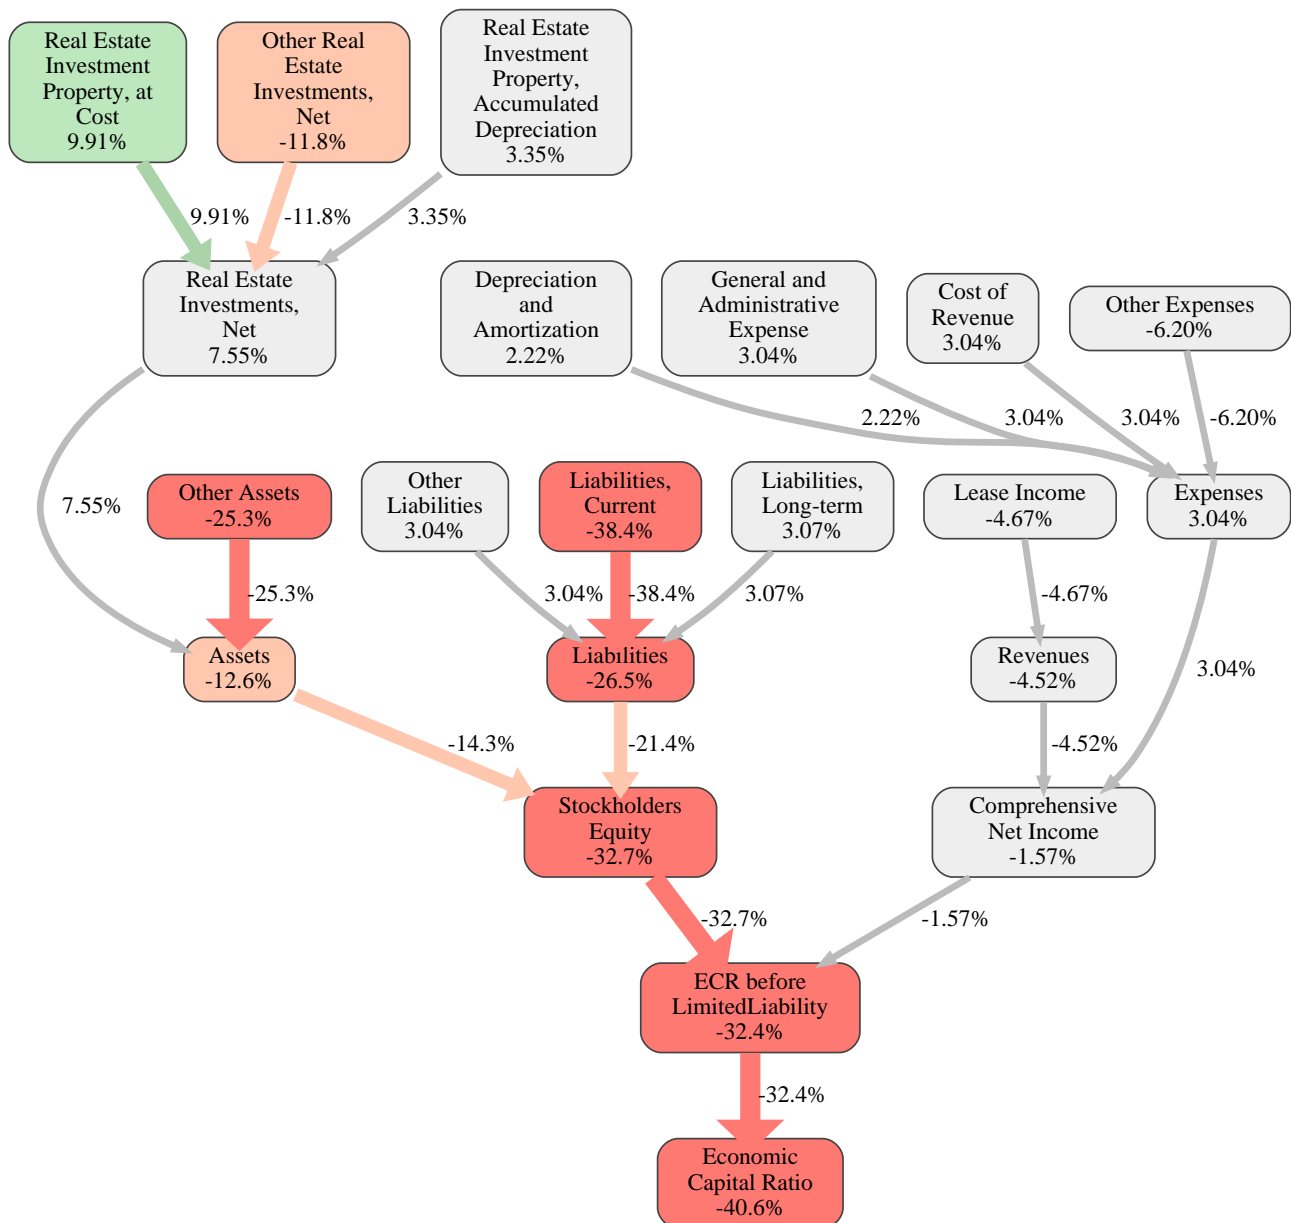 Real Estate
Investment
Property, at
Cost
9.91%
Other Real
Estate
Investments,
Net
-11.8%
Real Estate
Investment
Property,
Accumulated
Depreciation
3.35%
9.91%
-11.8%
3.35%
Real Estate
Investments,
Net
7.55%
Depreciation
and
Amortization
2.22%
General and
Administrative
Expense
3.04%
Cost of
Revenue
3.04%
Other Expenses
-6.20%
2.22%
3.04%
3.04%
-6.20%
7.55%
Other Assets
-25.3%
Other
Liabilities
3.04%
Liabilities,
Current
-38.4%
Liabilities,
Long-term
3.07%
Lease Income
-4.67%
Expenses
3.04%
-25.3%
3.04%
-38.4%
3.07%
-4.67%
3.04%
Assets
-12.6%
Liabilities
-26.5%
Revenues
-4.52%
-14.3%
-21.4%
-4.52%
Stockholders
Equity
-32.7%
Comprehensive
Net Income
-1.57%
-32.7%
-1.57%
ECR before
LimitedLiability
-32.4%
-32.4%
Economic
Capital Ratio
-40.6%